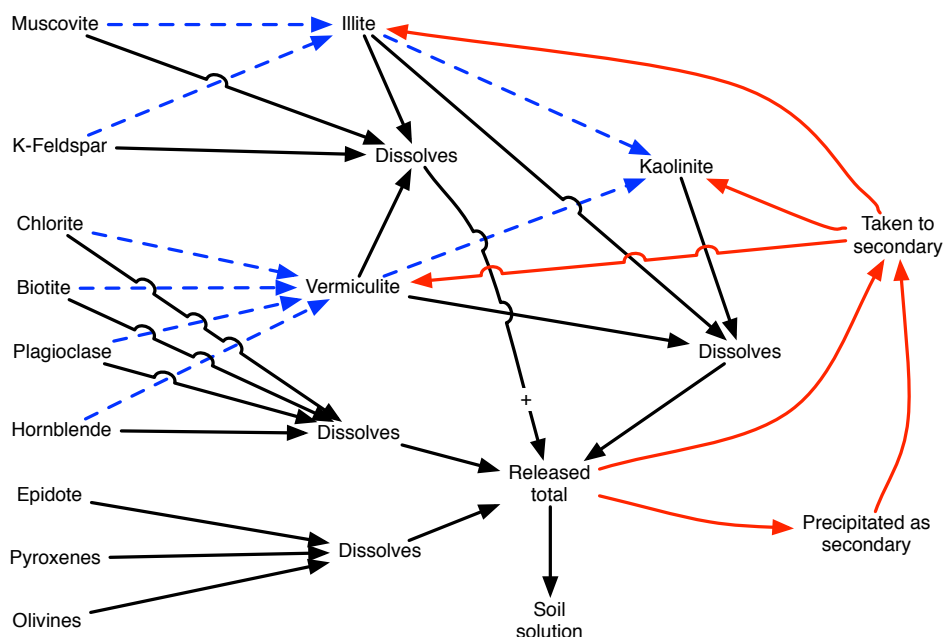 Muscovite
Illite
K-Feldspar
Dissolves
Kaolinite
Chlorite
Taken to
secondary
Biotite
Vermiculite
Plagioclase
Dissolves
+
Hornblende
Dissolves
Released
total
Epidote
Precipitated as
secondary
Pyroxenes
Dissolves
Olivines
Soil
solution